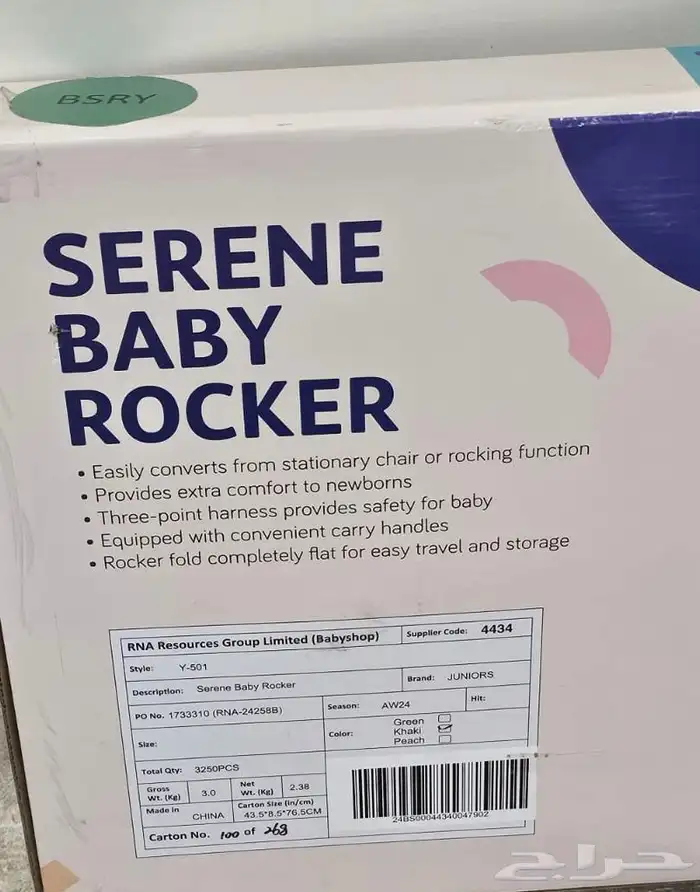 BSRY
SERENE
BABY
ROCKER
• Easily converts from stationary chair or rocking function
• Provides extra comfort to newborns
• Three-point harness provides safety for baby
• Equipped with convenient carry handles
• Rocker fold completely flat for easy travel and storage
RNA Resources Group Limited (Babyshop) Supplier Code: 4434
Style: Y-501
Description: Serene Baby Rocker Brand: JUNIORS
PO No. 1733310 (RNA-24258B) Season: AW24 Hit:
Size: Color: Green
Khaki
Peach
Total Qty: 3250PCS
Gross Wt. (Kg) 3.0 Net Wt. (Kg) 2.38
Made in CHINA Carton Size (in/cm) 43.5*8.5*76.5CM
Carton No. 100 of 268
24BS00044340047902
حراج